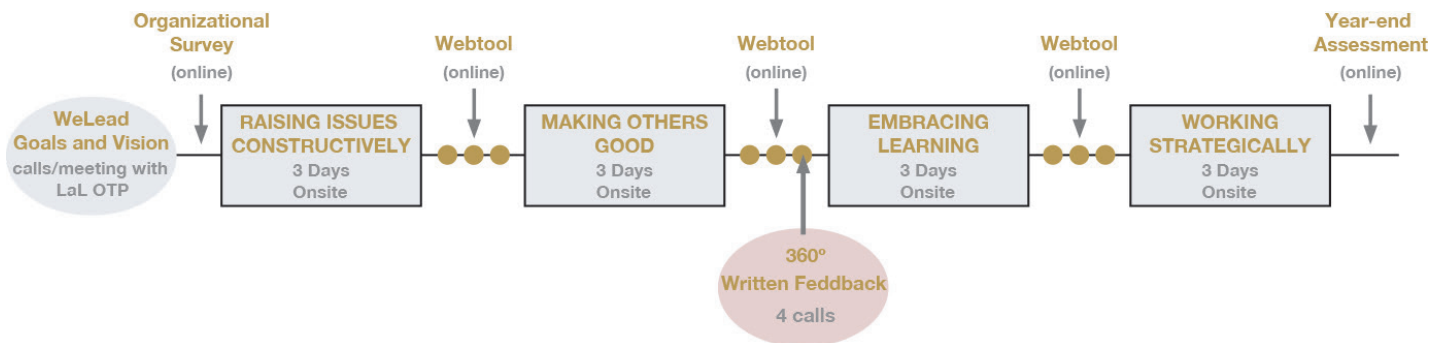 Organizational
Survey
(online)
Webtool
(online)
Webtool
(online)
Webtool
(online)
Year-end
Assessment
(online)
WeLead
Goals and Vision
calls/meeting with
LaL OTP
RAISING ISSUES
CONSTRUCTIVELY
3 Days
Onsite
MAKING OTHERS
GOOD
3 Days
Onsite
EMBRACING
LEARNING
3 Days
Onsite
WORKING
STRATEGICALLY
3 Days
Onsite
360º
Written Feddback
4 calls